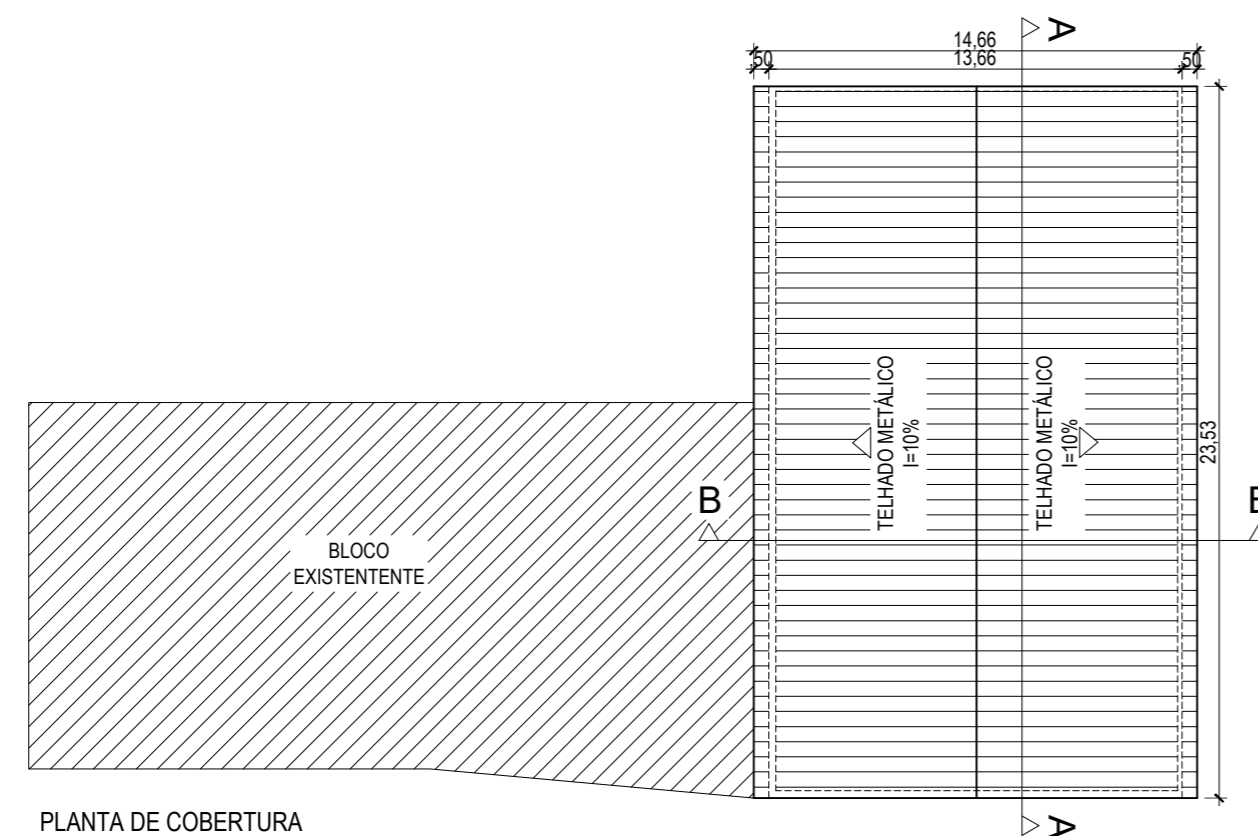 A
14,66
,50
13,66
,50
TELHADO METÁLICO
I=10%
TELHADO METÁLICO
I=10%
23,53
B
B
BLOCO
EXISTENTENTE
PLANTA DE COBERTURA
A